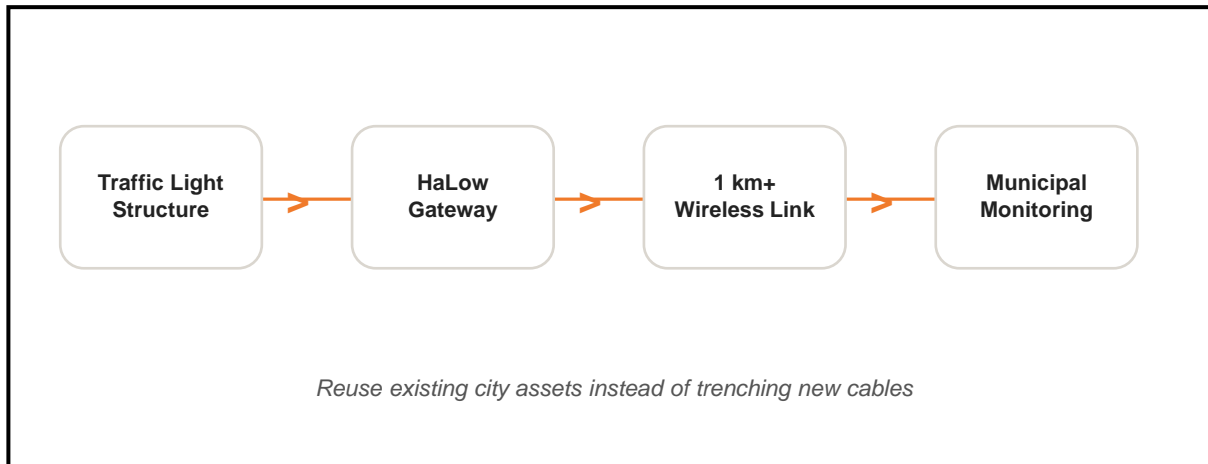 Traffic Light
Structure
HaLow
Gateway
1 km+
Wireless Link
Municipal
Monitoring
Reuse existing city assets instead of trenching new cables